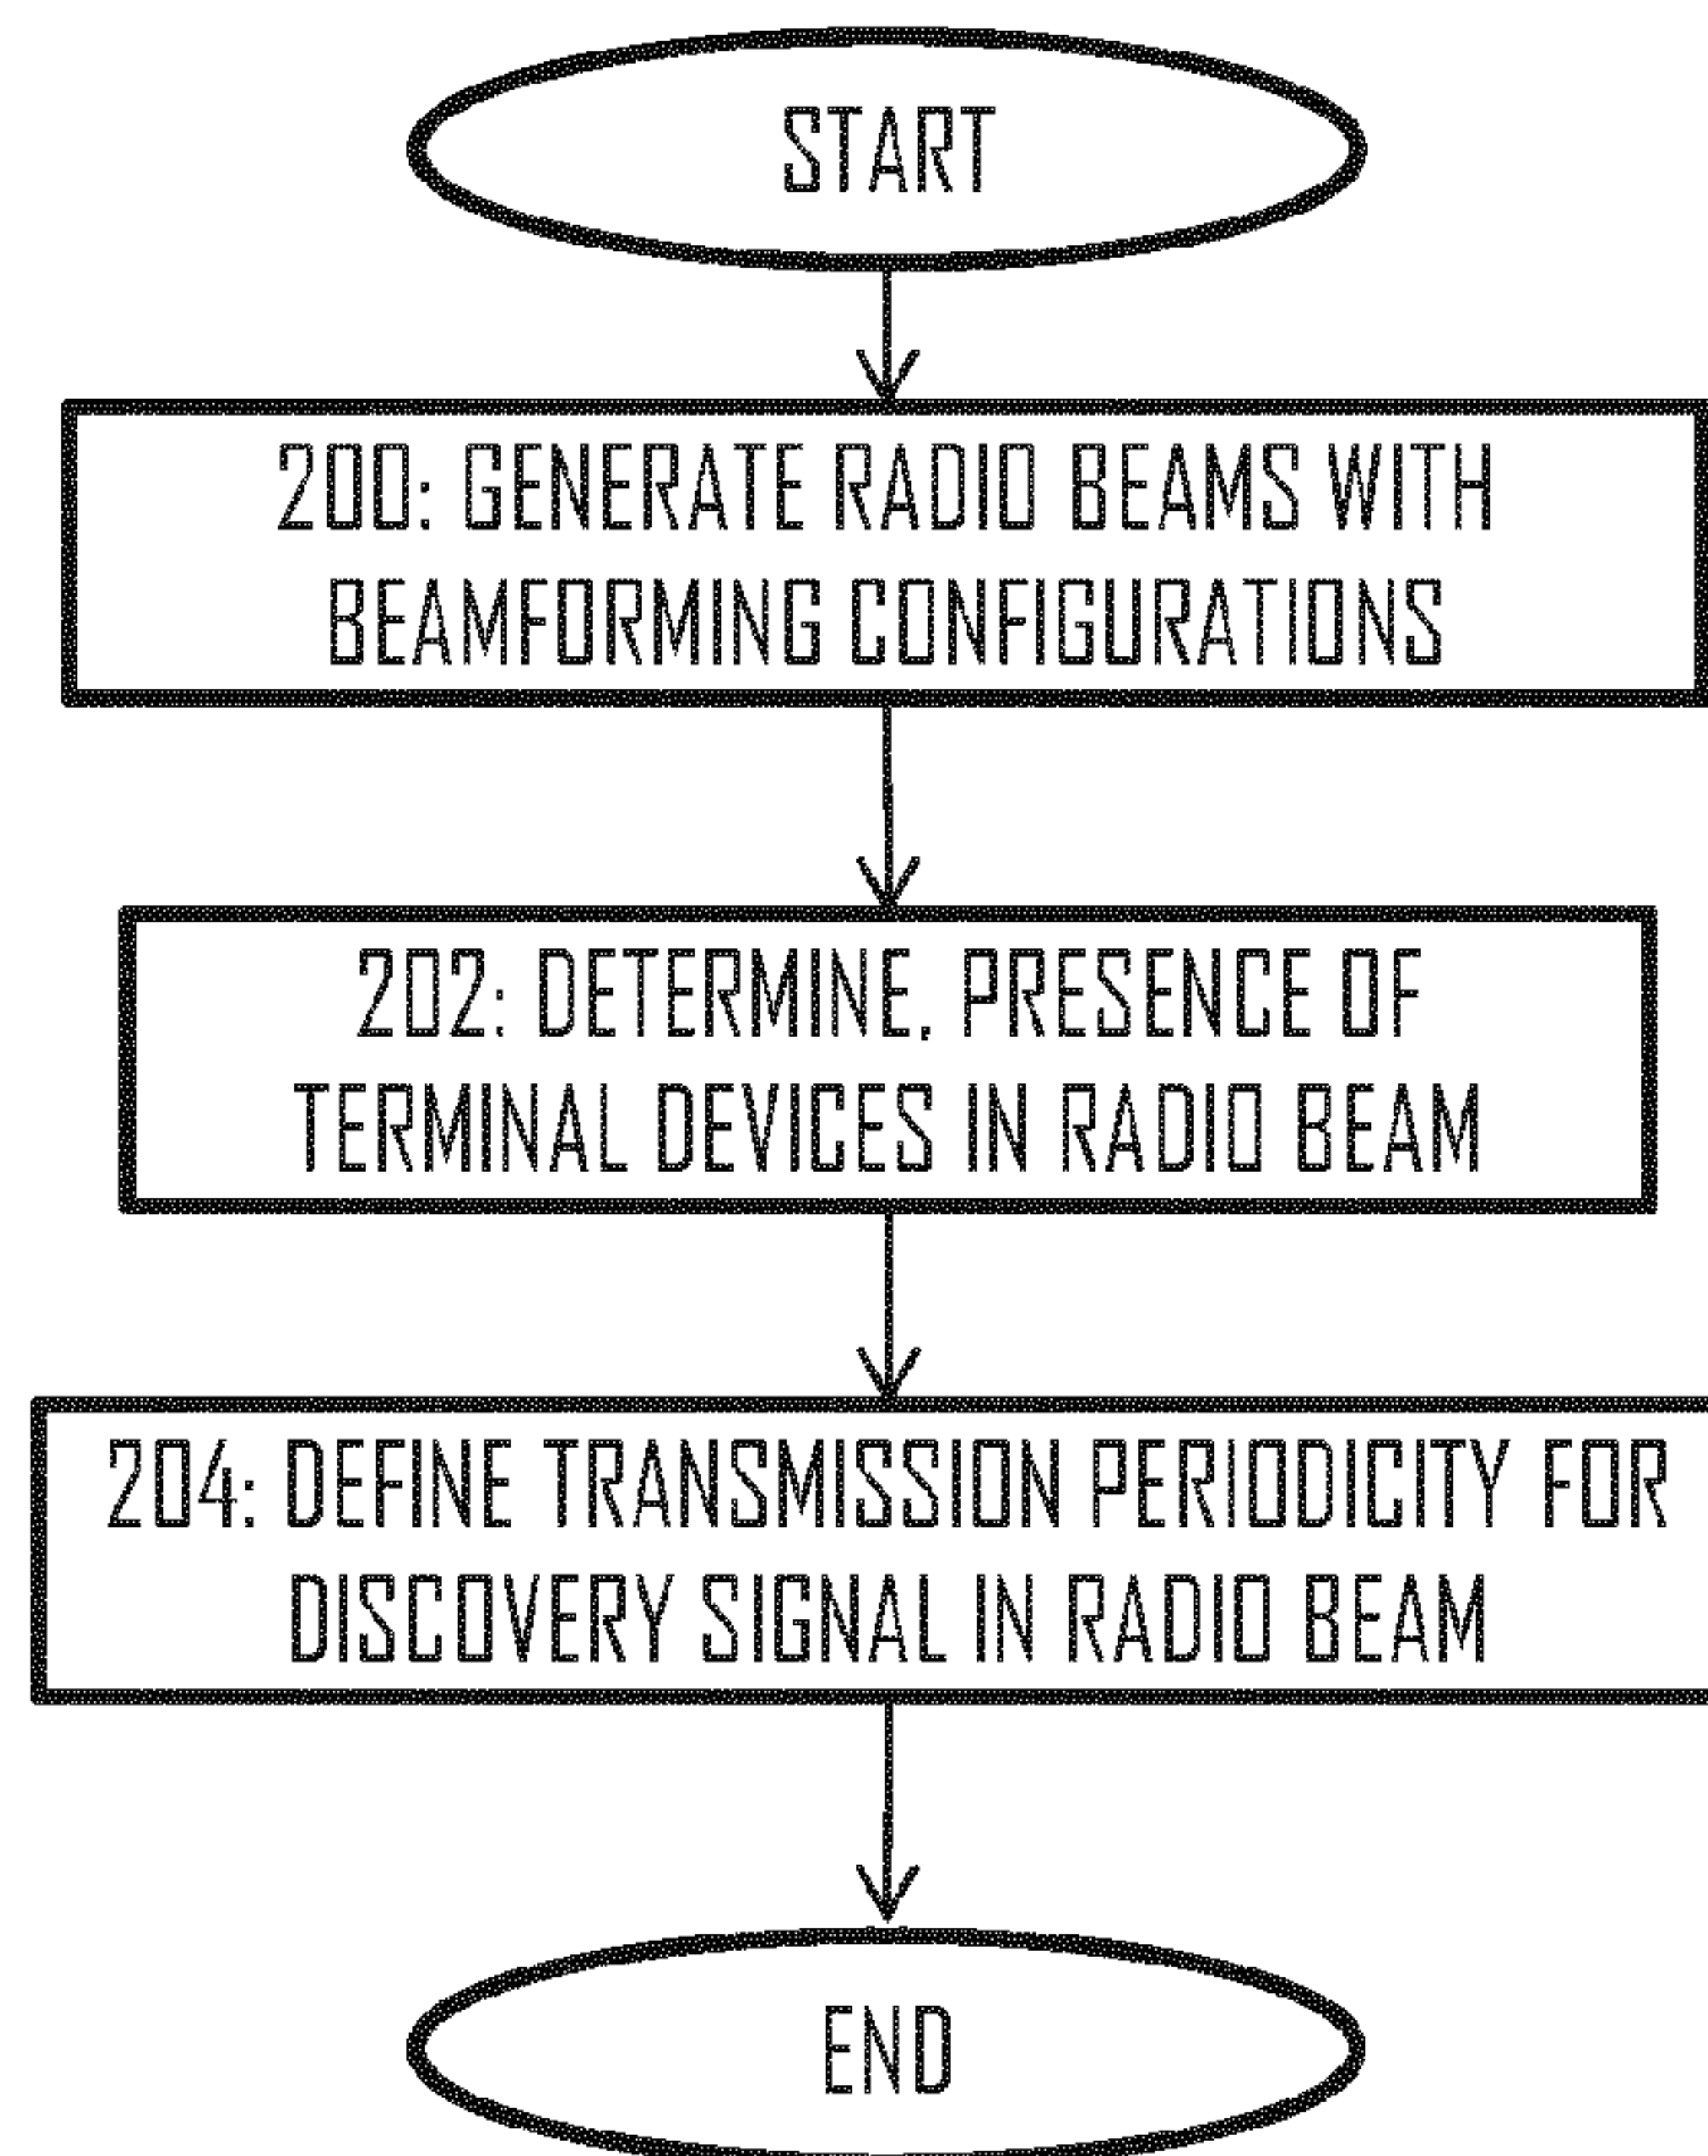 START
200: GENERATE RADIO BEAMS WITH
BEAMFORMING CONFIGURATIONS
202: DETERMINE, PRESENCE OF
TERMINAL DEVICES IN RADIO BEAM
204: DEFINE TRANSMISSION PERIODICITY FOR
DISCOVERY SIGNAL IN RADIO BEAM
END